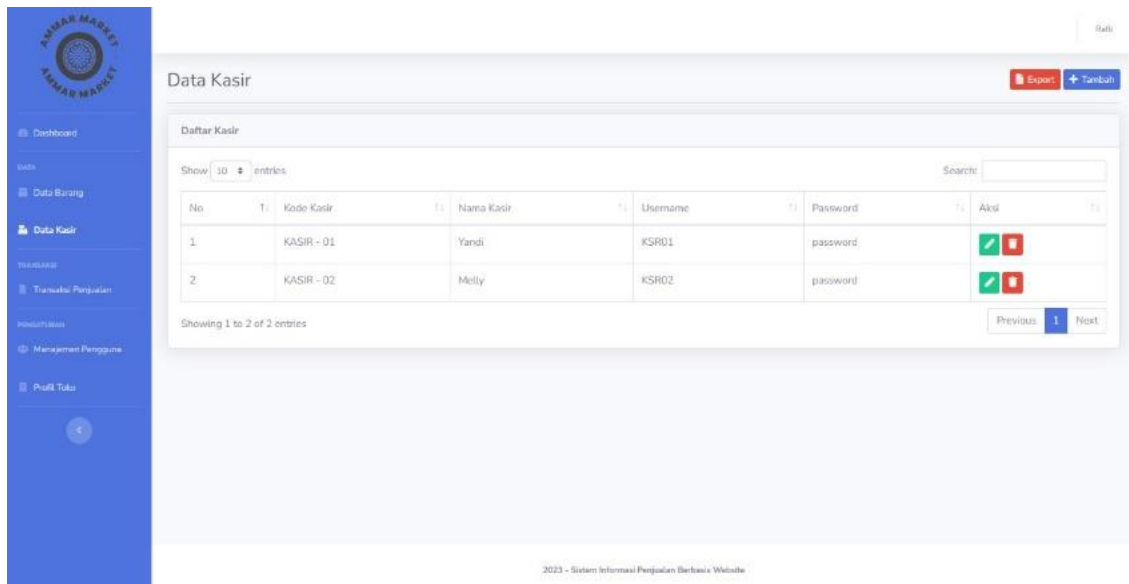 AMMAR MARKET
AMMAR MARKET
Rafli
Data Kasir
Export
Tambah
Dashboard
DATA
Data Barang
Data Kasir
TRANSAKSI
Transaksi Penjualan
PENGATURAN
Manajemen Pengguna
Profil Toko
Daftar Kasir
Show 10 entries
Search:
No Kode Kasir Nama Kasir Username Password Aksi
1 KASIR - 01 Yandi KSR01 password
2 KASIR - 02 Melly KSR02 password
Showing 1 to 2 of 2 entries
Previous 1 Next
2023 - Sistem Informasi Penjualan Berbasis Website